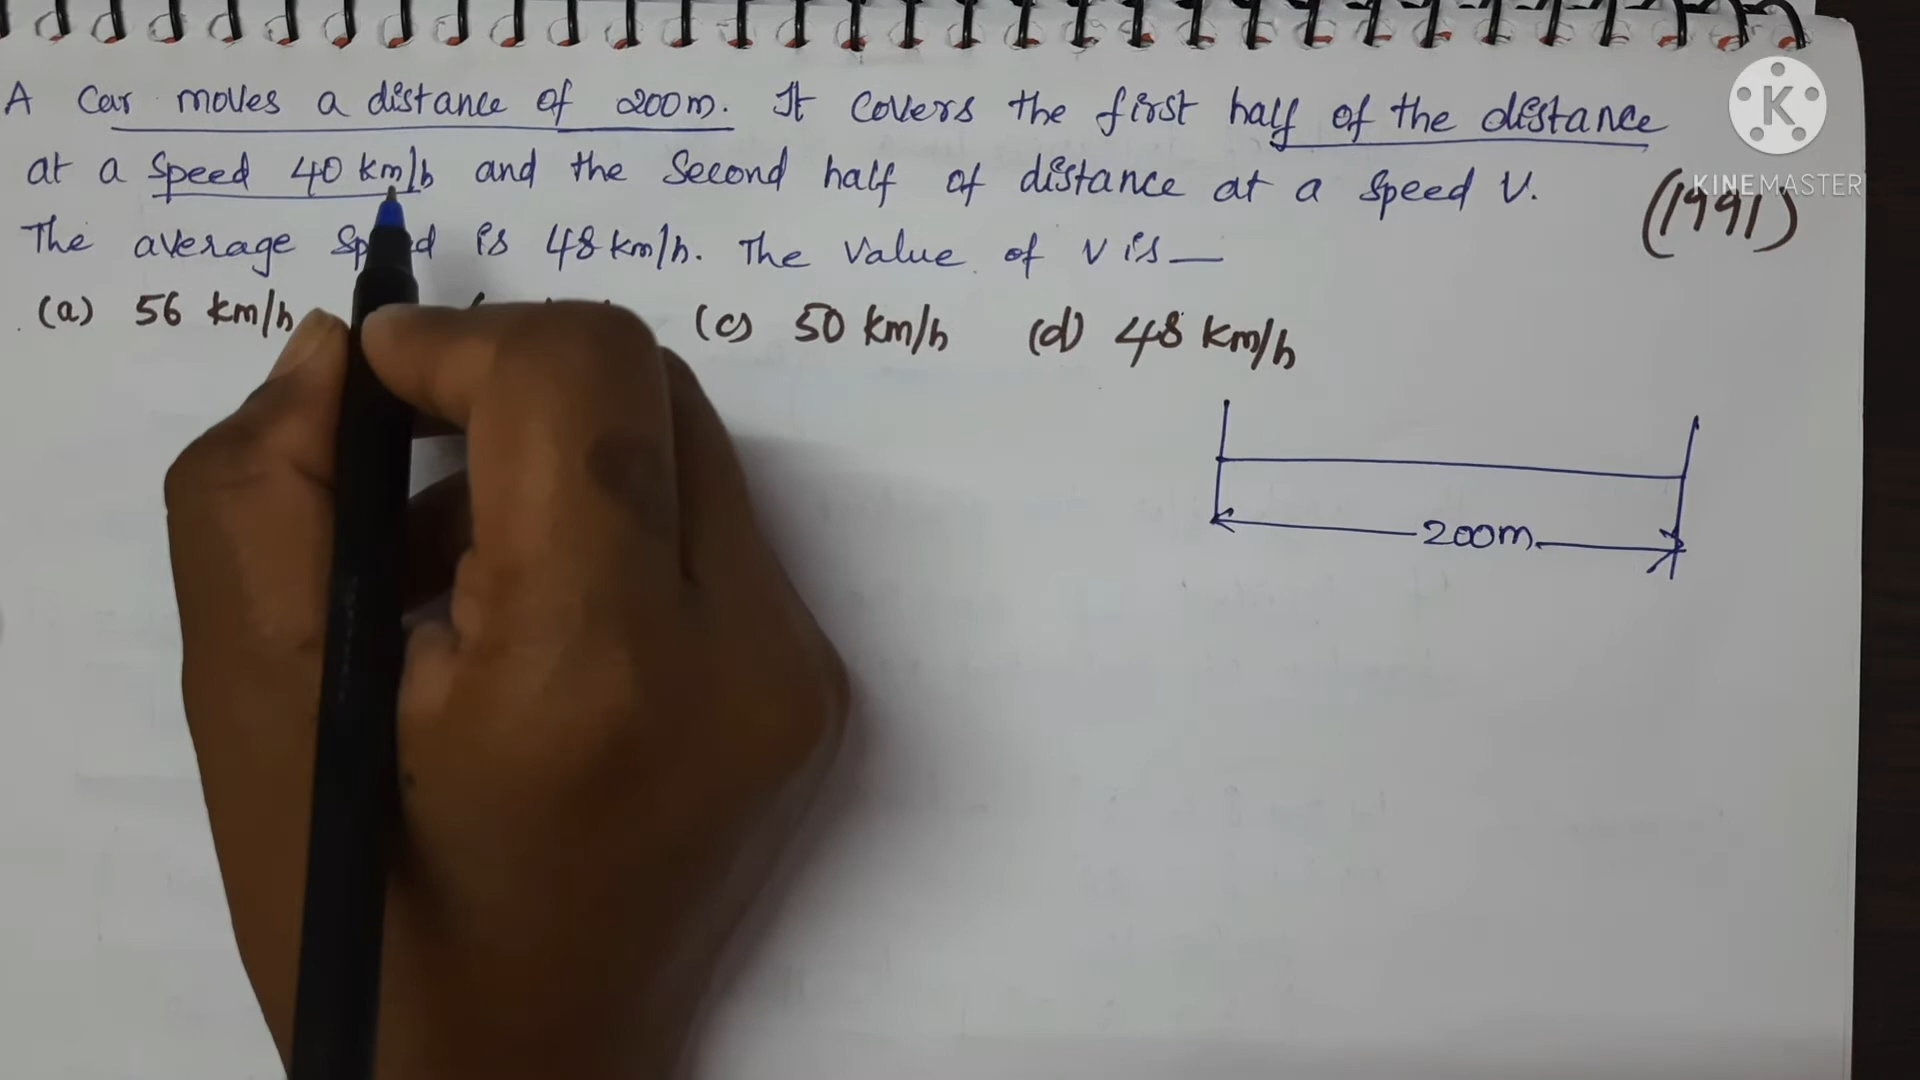 A Car moves a distance of 200m. It covers the first half of the distance
at a speed 40 km/h and the second half of distance at a speed V.
The average is 48 km/h. The value of V is
(1991)
(a) 56 km/h (c) 50 km/h (d) 48 km/h
200m
K
KINEMASTER